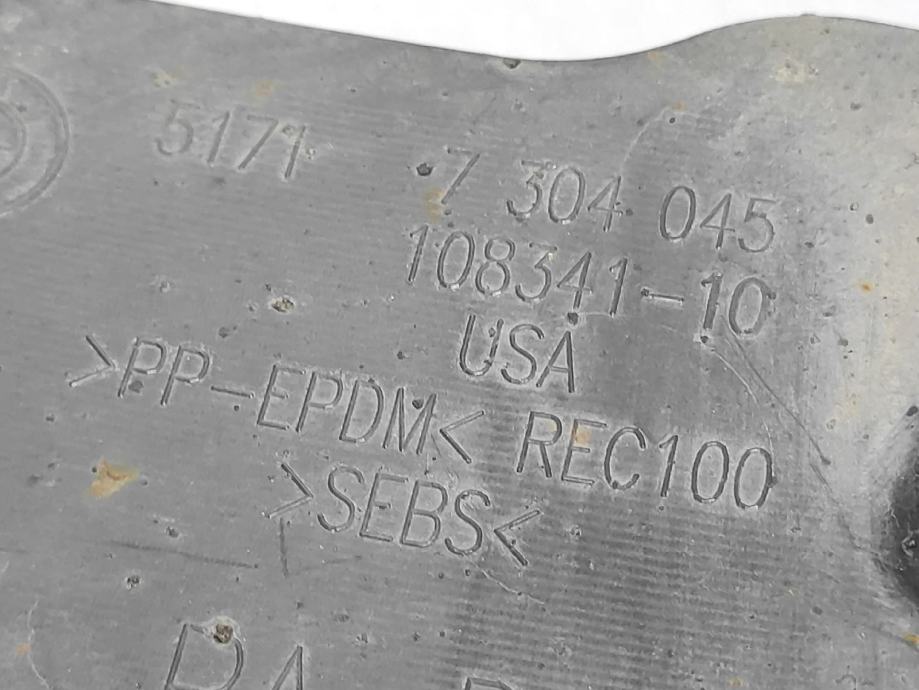 5171 7 304 045
108341-10
USA
>PP-EPDM< REC100
>SEBS<